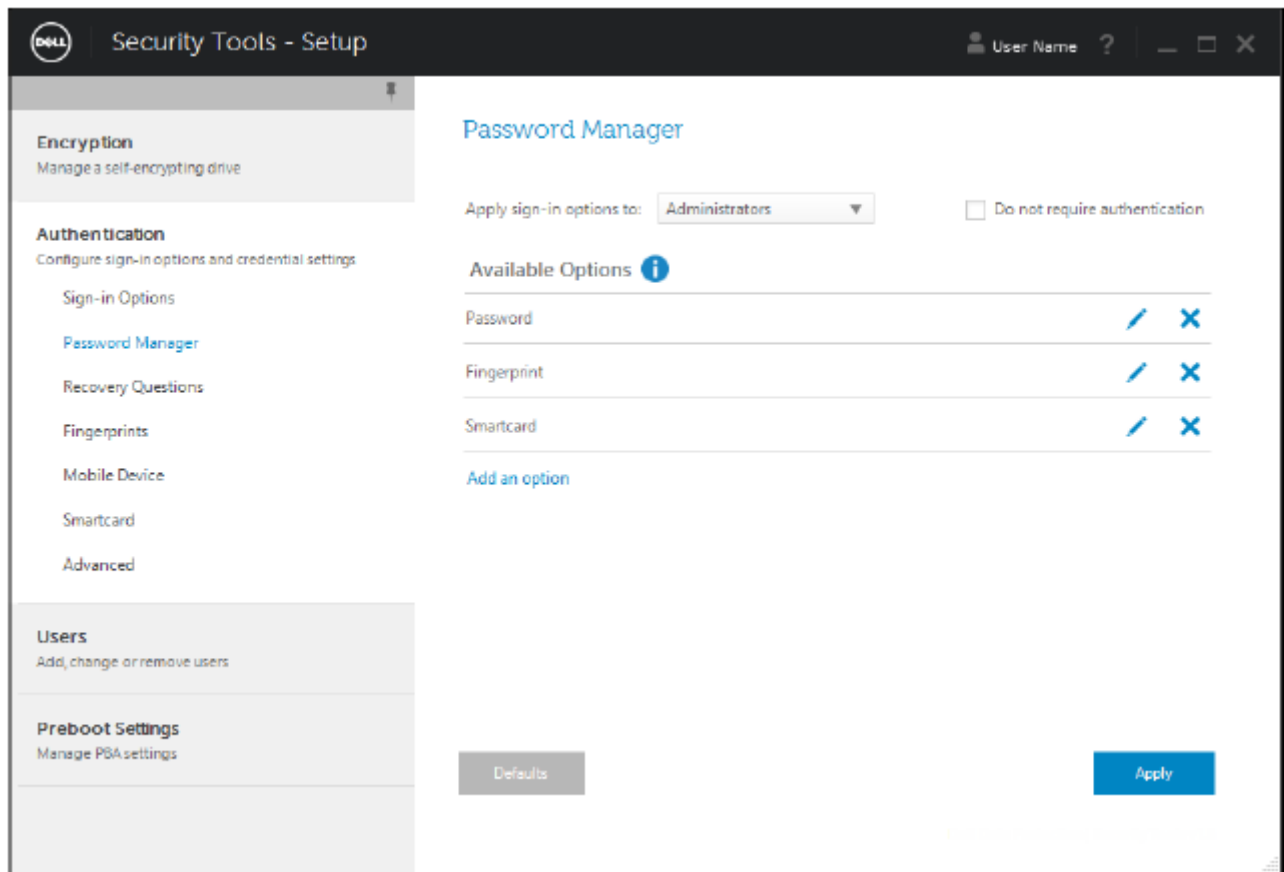 DELL
Security Tools - Setup
User Name ?
Encryption
Manage a self-encrypting drive
Authentication
Configure sign-in options and credential settings
Sign-in Options
Password Manager
Recovery Questions
Fingerprints
Mobile Device
Smartcard
Advanced
Users
Add, change or remove users
Preboot Settings
Manage PBA settings
Password Manager
Apply sign-in options to: Administrators
Do not require authentication
Available Options i
Password
Fingerprint
Smartcard
Add an option
Defaults
Apply